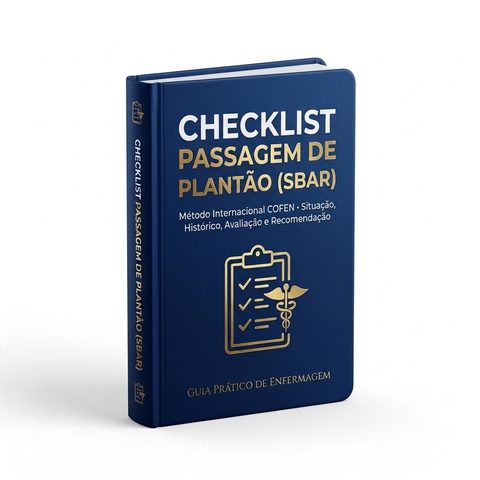 CHECKLIST
PASSAGEM DE
PLANTÃO (SBAR)
Método Internacional COFEN • Situação,
Histórico, Avaliação e Recomendação
GUIA PRÁTICO DE ENFERMAGEM
CHECKLIST PASSAGEM DE PLANTÃO (SBAR)